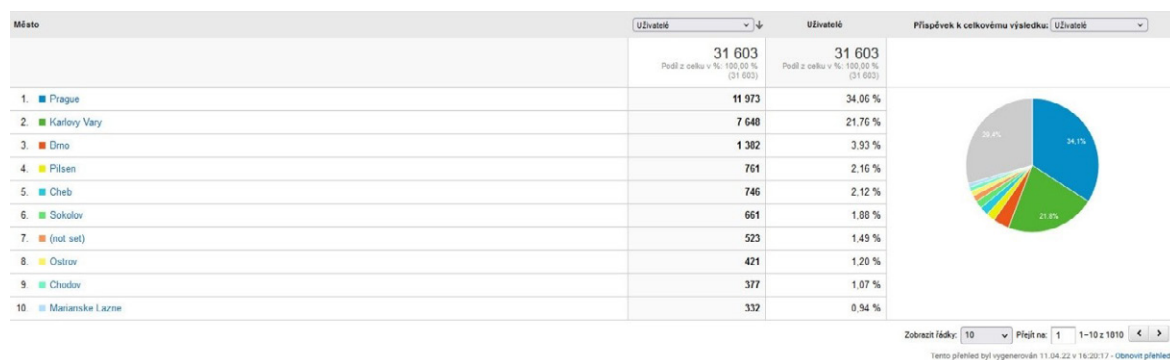 Město Uživatelé Uživatelé Příspěvek k celkovému výsledku: Uživatelé
31 603 31 603
Podíl z celku v %: 100,00 % Podíl z celku v %: 100,00 %
(31 603) (31 603)
1. Prague 11 973 34,06 %
2. Karlovy Vary 7 648 21,76 %
3. Brno 1 382 3,93 %
4. Pilsen 761 2,16 %
5. Cheb 746 2,12 %
6. Sokolov 661 1,88 %
7. (not set) 523 1,49 %
8. Ostrov 421 1,20 %
9. Chodov 377 1,07 %
10. Marianske Lazne 332 0,94 %
29,4%
34,1%
21,8%
Zobrazit řádky: 10 Přejít na: 1 1–10 z 1010
Tento přehled byl vygenerován 11.04.22 v 16:20:17 - Obnovit přehled